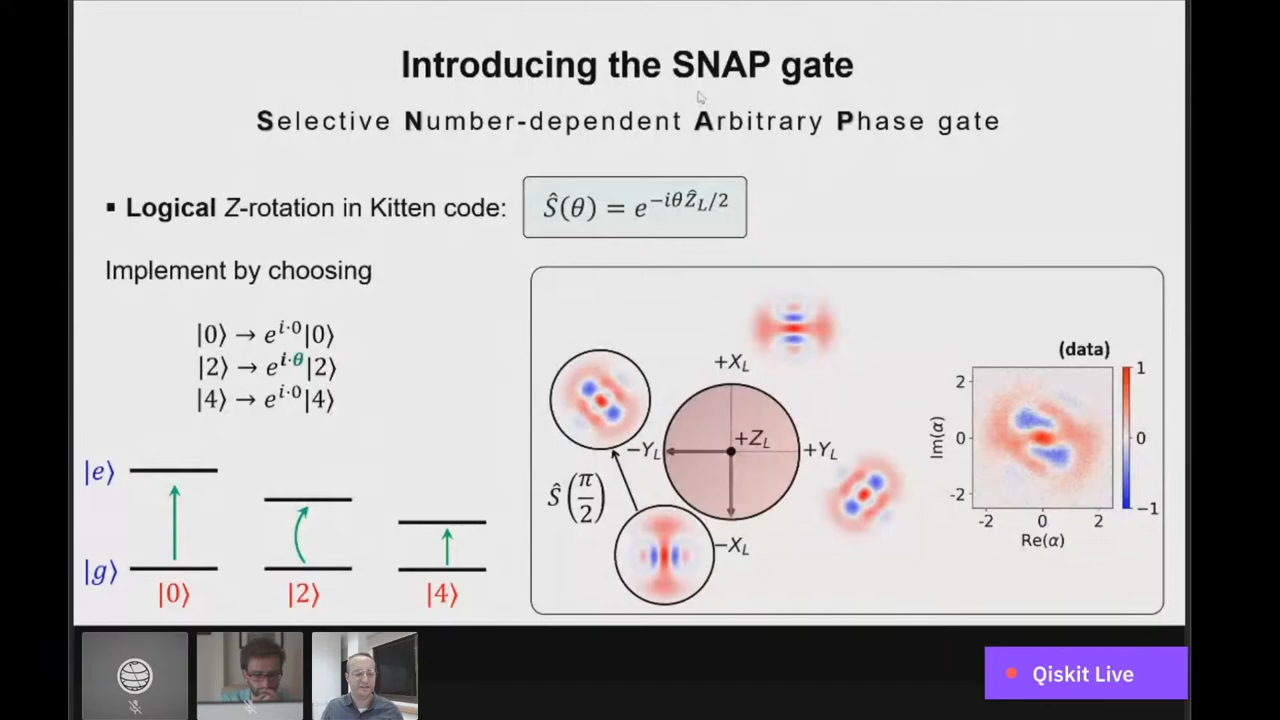 Introducing the SNAP gate
Selective Number-dependent Arbitrary Phase gate
▪ Logical Z-rotation in Kitten code: Ŝ(θ) = e^{-iθẐ_L/2}
Implement by choosing
|0⟩ → e^{i·0}|0⟩
|2⟩ → e^{i·θ}|2⟩
|4⟩ → e^{i·0}|4⟩
|e⟩
|g⟩
|0⟩ |2⟩ |4⟩
+X_L
−Y_L +Z_L +Y_L
Ŝ(π/2)
−X_L
(data)
Im(α)
2
0
-2
-2 0 2
Re(α)
1
0
−1
Qiskit Live